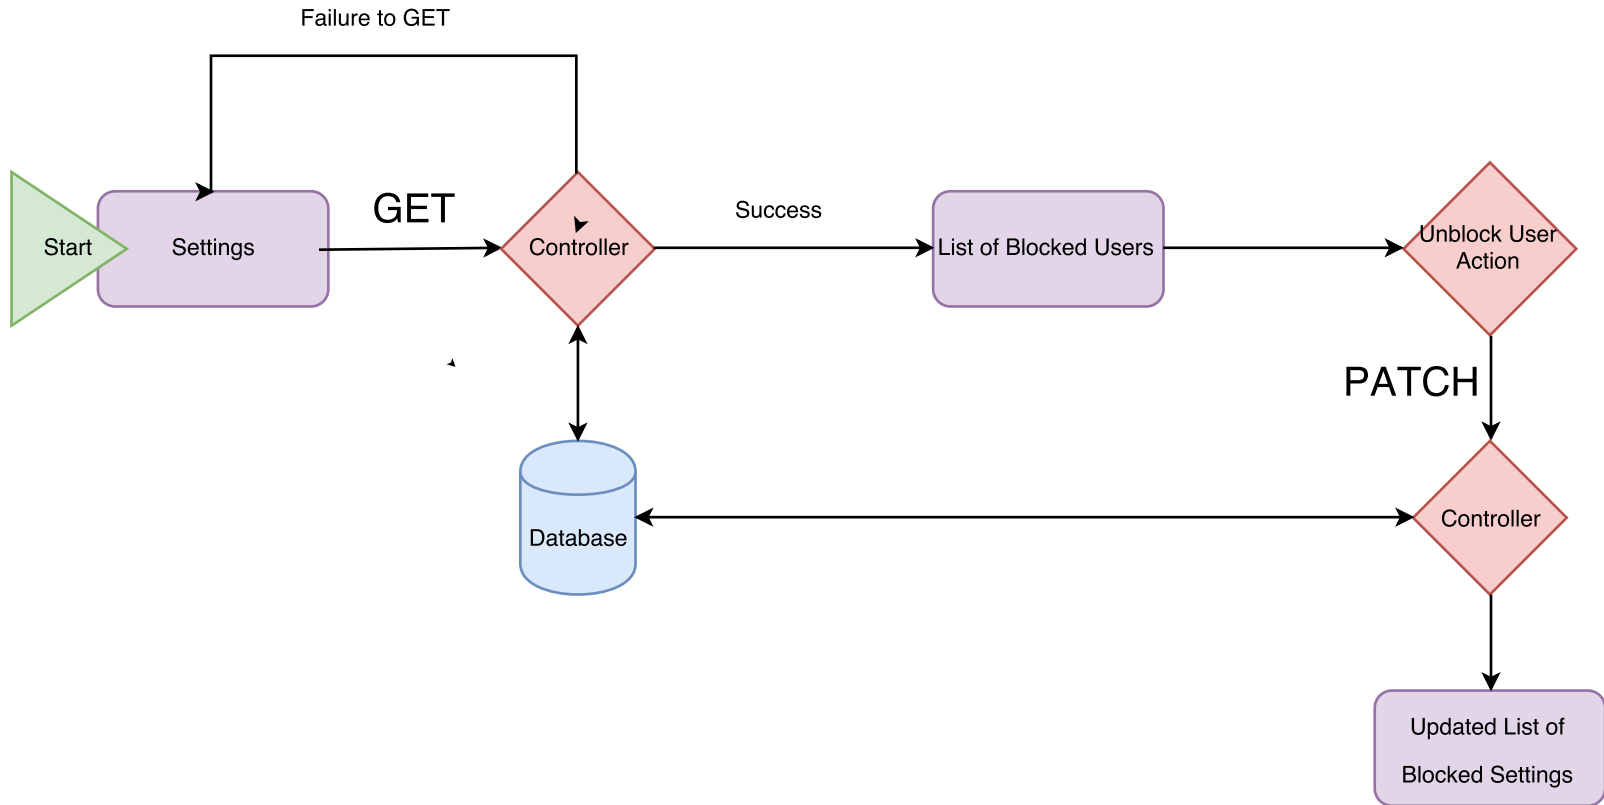 Failure to GET
Start
Settings
GET
Controller
Success
List of Blocked Users
Unblock User
Action
PATCH
Database
Controller
Updated List of
Blocked Settings